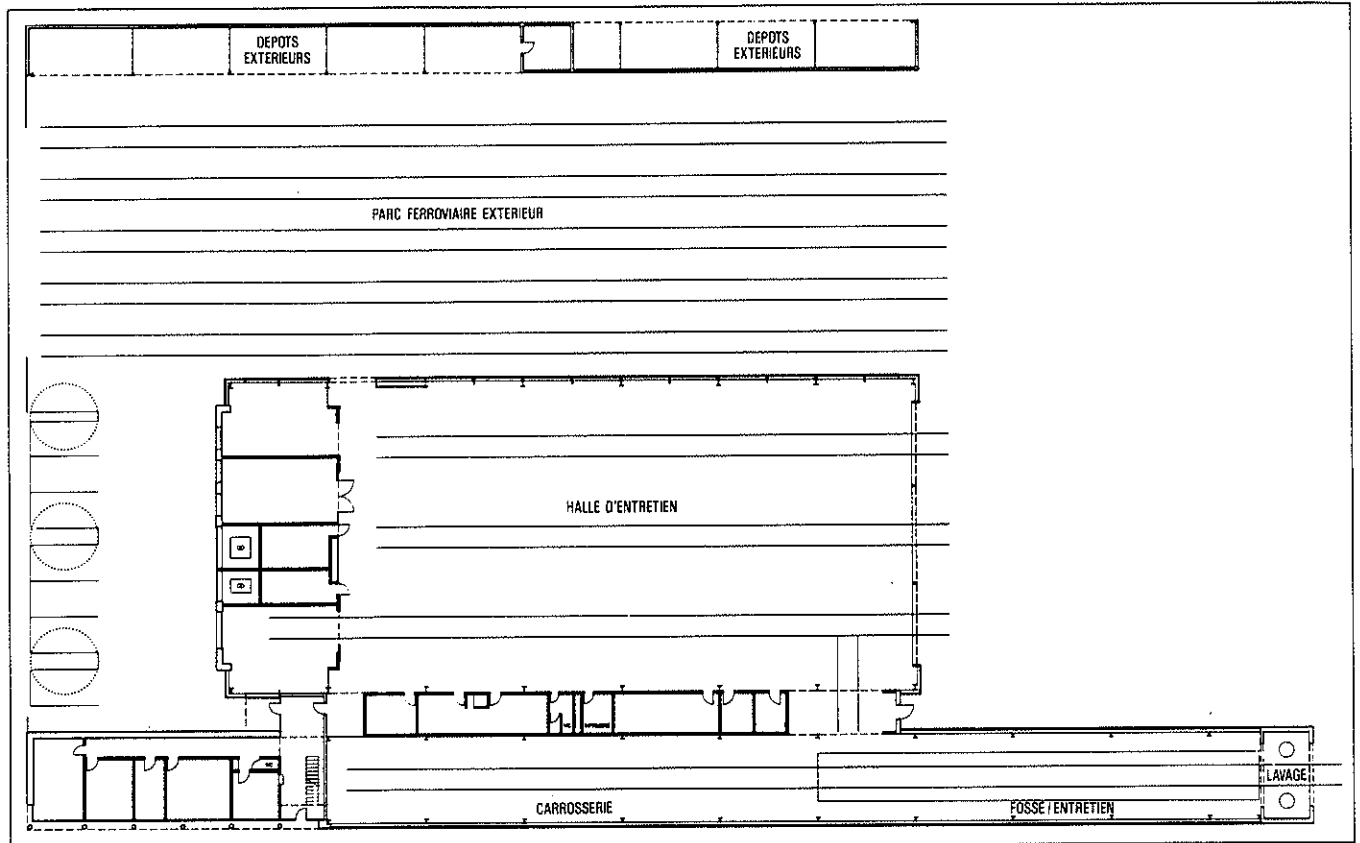 DEPOTS
EXTERIEURS
DEPOTS
EXTERIEURS
PARC FERROVIAIRE EXTERIEUR
HALLE D'ENTRETIEN
LAVAGE
CARROSSERIE
FOSSE / ENTRETIEN